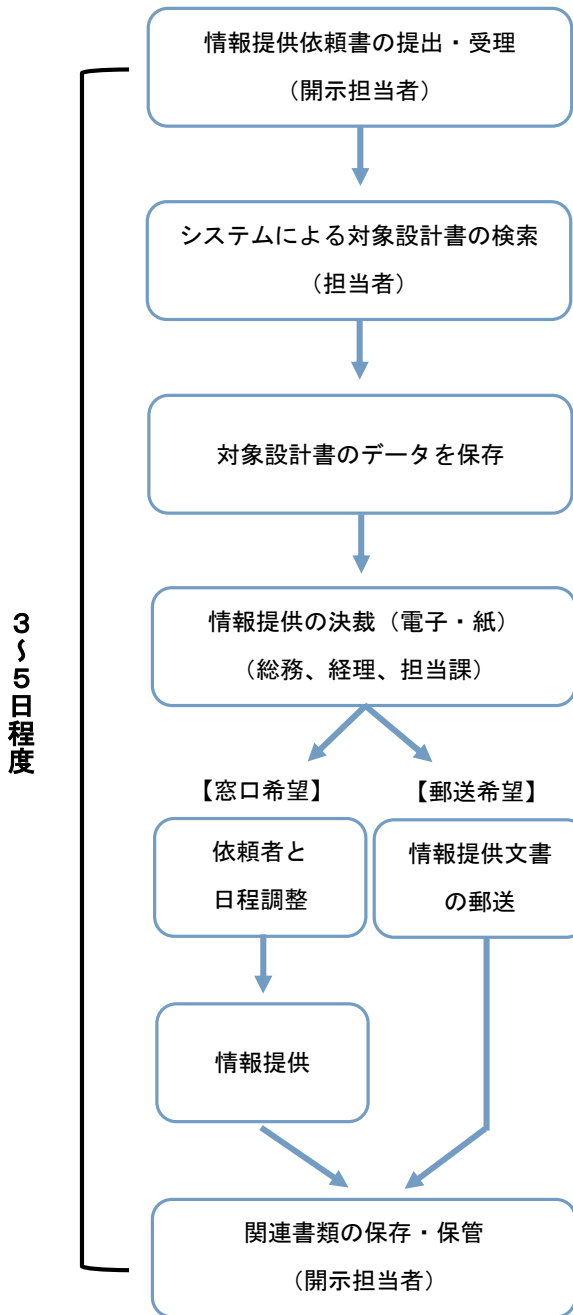 情報提供依頼書の提出・受理
（開示担当者）
システムによる対象設計書の検索
（担当者）
対象設計書のデータを保存
情報提供の決裁（電子・紙）
（総務、経理、担当課）
３～５日程度
【窓口希望】
【郵送希望】
依頼者と
日程調整
情報提供文書
の郵送
情報提供
関連書類の保存・保管
（開示担当者）